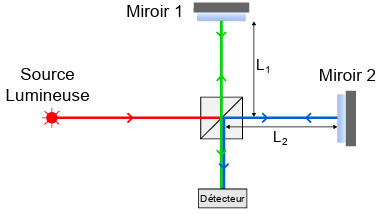 Miroir 1
L1
Source
Lumineuse
Miroir 2
L2
Détecteur